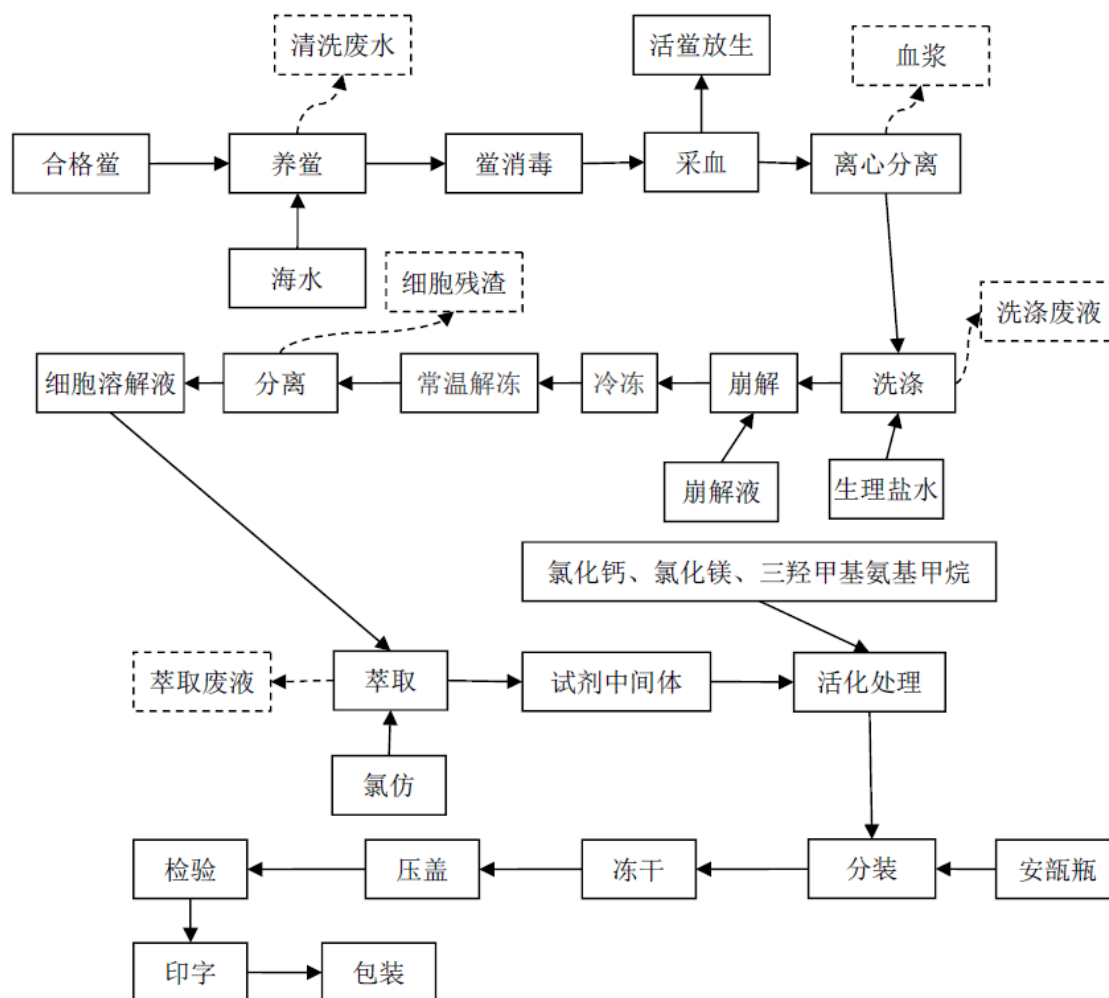 清洗废水
活鲎放生
血浆
合格鲎
养鲎
鲎消毒
采血
离心分离
海水
细胞残渣
洗涤废液
细胞溶解液
分离
常温解冻
冷冻
崩解
洗涤
崩解液
生理盐水
氯化钙、氯化镁、三羟甲基氨基甲烷
萃取废液
萃取
试剂中间体
活化处理
氯仿
检验
压盖
冻干
分装
安瓿瓶
印字
包装